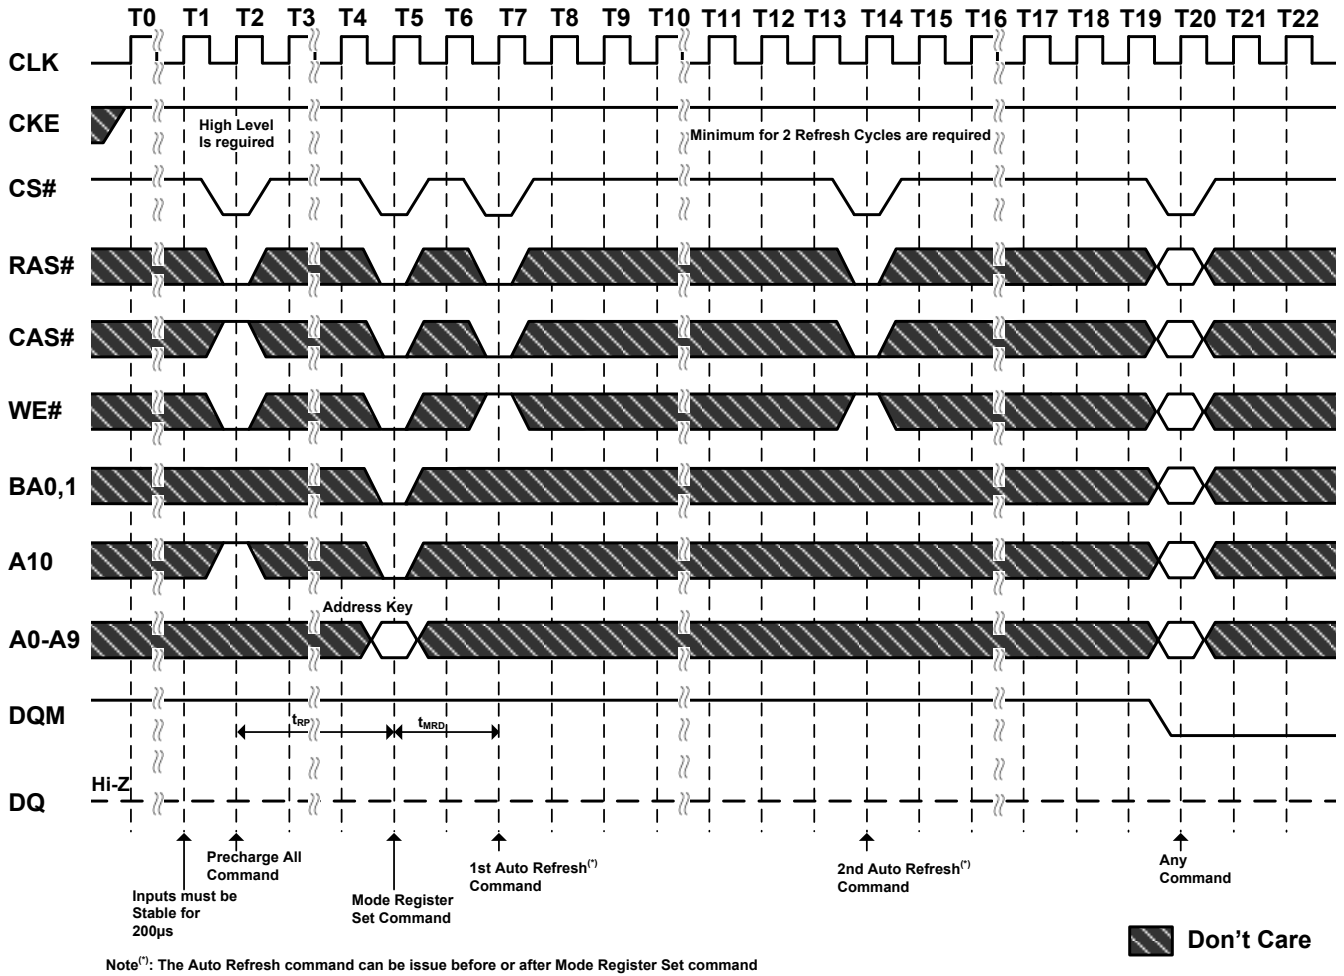 T0 T1 T2 T3 T4 T5 T6 T7 T8 T9 T10 T11 T12 T13 T14 T15 T16 T17 T18 T19 T20 T21 T22
CLK
CKE
High Level
Is reguired
Minimum for 2 Refresh Cycles are required
CS#
RAS#
CAS#
WE#
BA0,1
A10
Address Key
A0-A9
DQM
tRP
tMRD
Hi-Z
DQ
Precharge All
Command
Inputs must be
Stable for
200µs
Mode Register
Set Command
1st Auto Refresh(*)
Command
2nd Auto Refresh(*)
Command
Any
Command
Don't Care
Note(*): The Auto Refresh command can be issue before or after Mode Register Set command